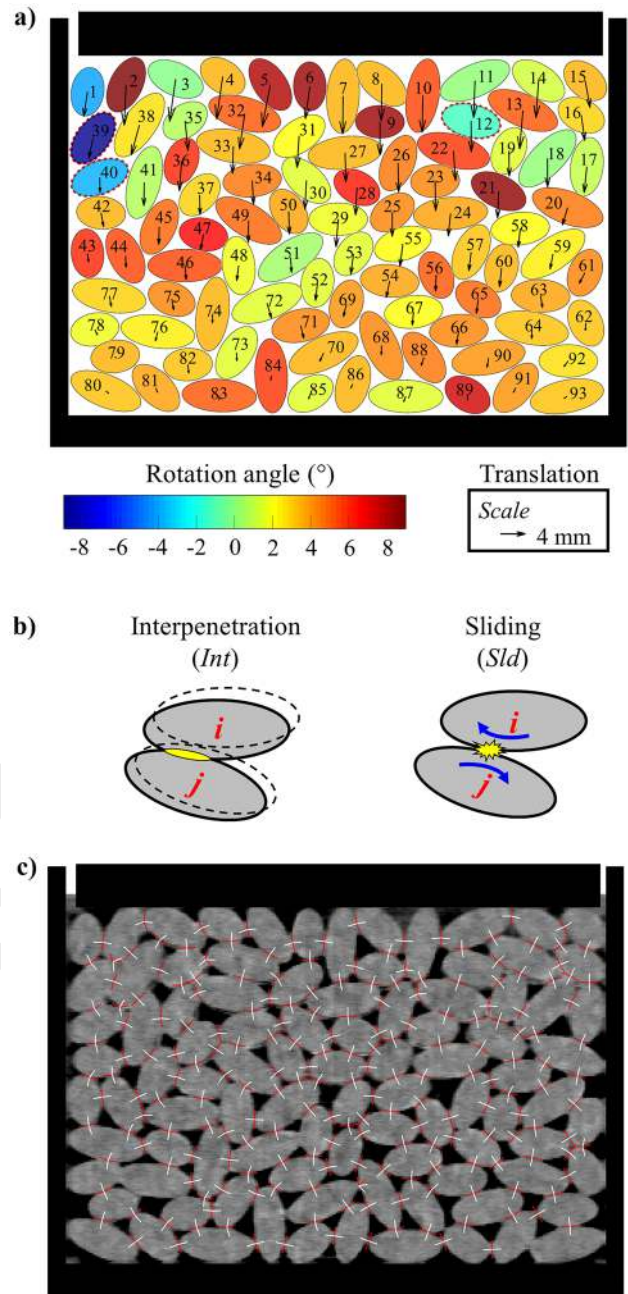 a)
1 2 3 4 5 6 7 8 10 11 14 15
39 38 35 32 31 9 12 13 16
40 41 36 33 27 26 22 19 18 17
37 34 30 28 23 21
42 45 47 49 50 29 25 24 58 20
43 44 46 48 51 53 55 57 59
52 54 56 60 61
77 75 74 72 69 67 65 63
78 76 73 71 68 66 64 62
79 82 84 70 88 90 92
80 81 83 85 86 87 89 91 93
Rotation angle (°)
-8 -6 -4 -2 0 2 4 6 8
Translation
Scale
4 mm
b)
Interpenetration
(Int)
Sliding
(Sld)
i
j
i
j
c)